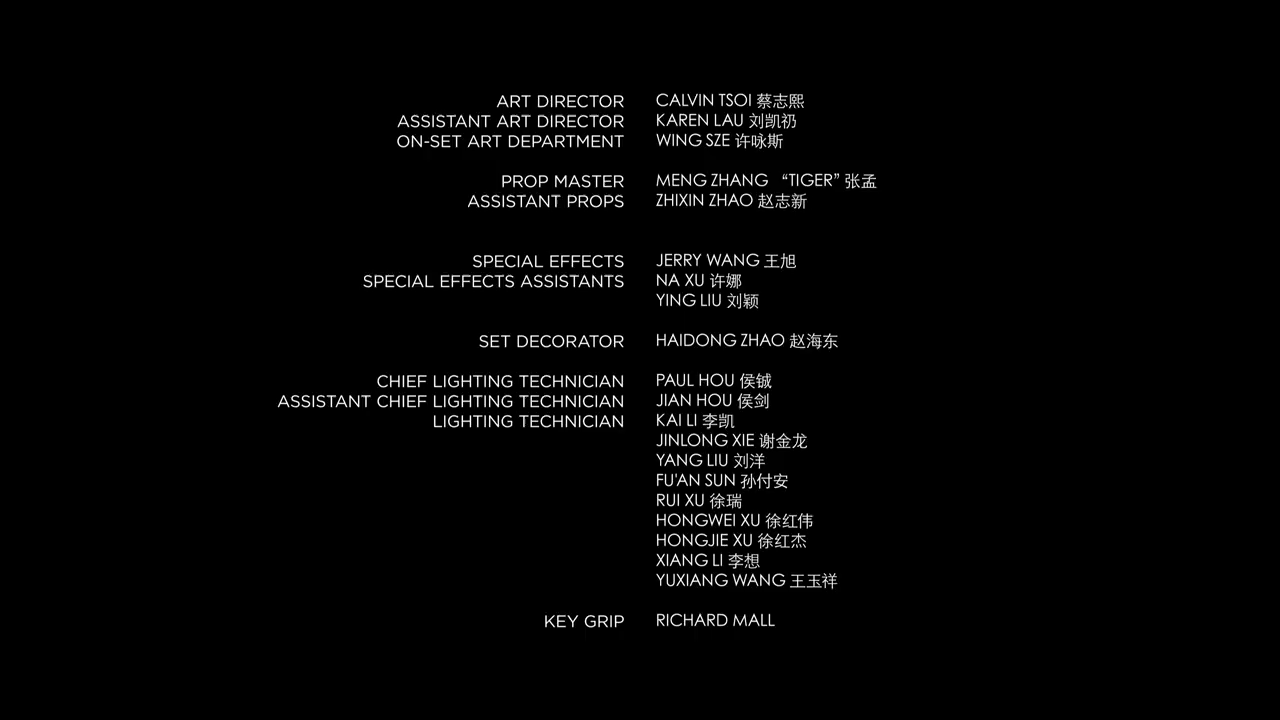 ART DIRECTOR CALVIN TSOI 蔡志熙
ASSISTANT ART DIRECTOR KAREN LAU 刘凯礽
ON-SET ART DEPARTMENT WING SZE 许咏斯
PROP MASTER MENG ZHANG “TIGER” 张孟
ASSISTANT PROPS ZHIXIN ZHAO 赵志新
SPECIAL EFFECTS JERRY WANG 王旭
SPECIAL EFFECTS ASSISTANTS NA XU 许娜
YING LIU 刘颖
SET DECORATOR HAIDONG ZHAO 赵海东
CHIEF LIGHTING TECHNICIAN PAUL HOU 侯铖
ASSISTANT CHIEF LIGHTING TECHNICIAN JIAN HOU 侯剑
LIGHTING TECHNICIAN KAI LI 李凯
JINLONG XIE 谢金龙
YANG LIU 刘洋
FU'AN SUN 孙付安
RUI XU 徐瑞
HONGWEI XU 徐红伟
HONGJIE XU 徐红杰
XIANG LI 李想
YUXIANG WANG 王玉祥
KEY GRIP RICHARD MALL